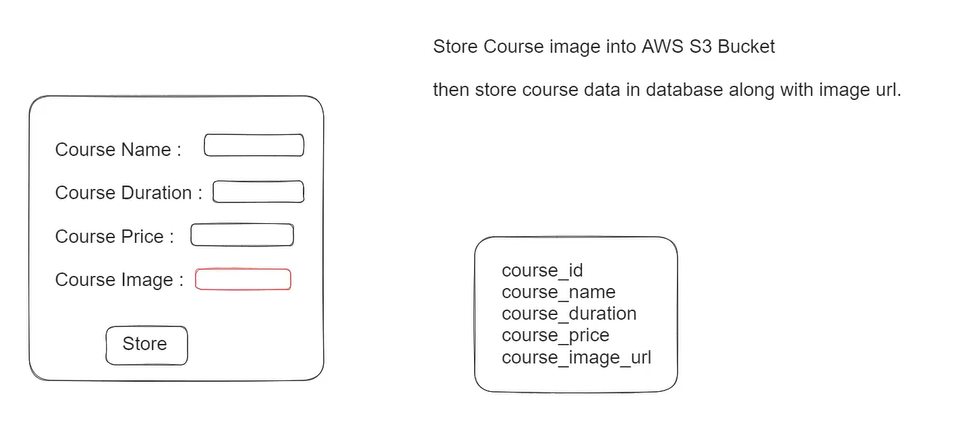 Store Course image into AWS S3 Bucket
then store course data in database along with image url.
Course Name :
Course Duration :
Course Price :
Course Image :
Store
course_id
course_name
course_duration
course_price
course_image_url